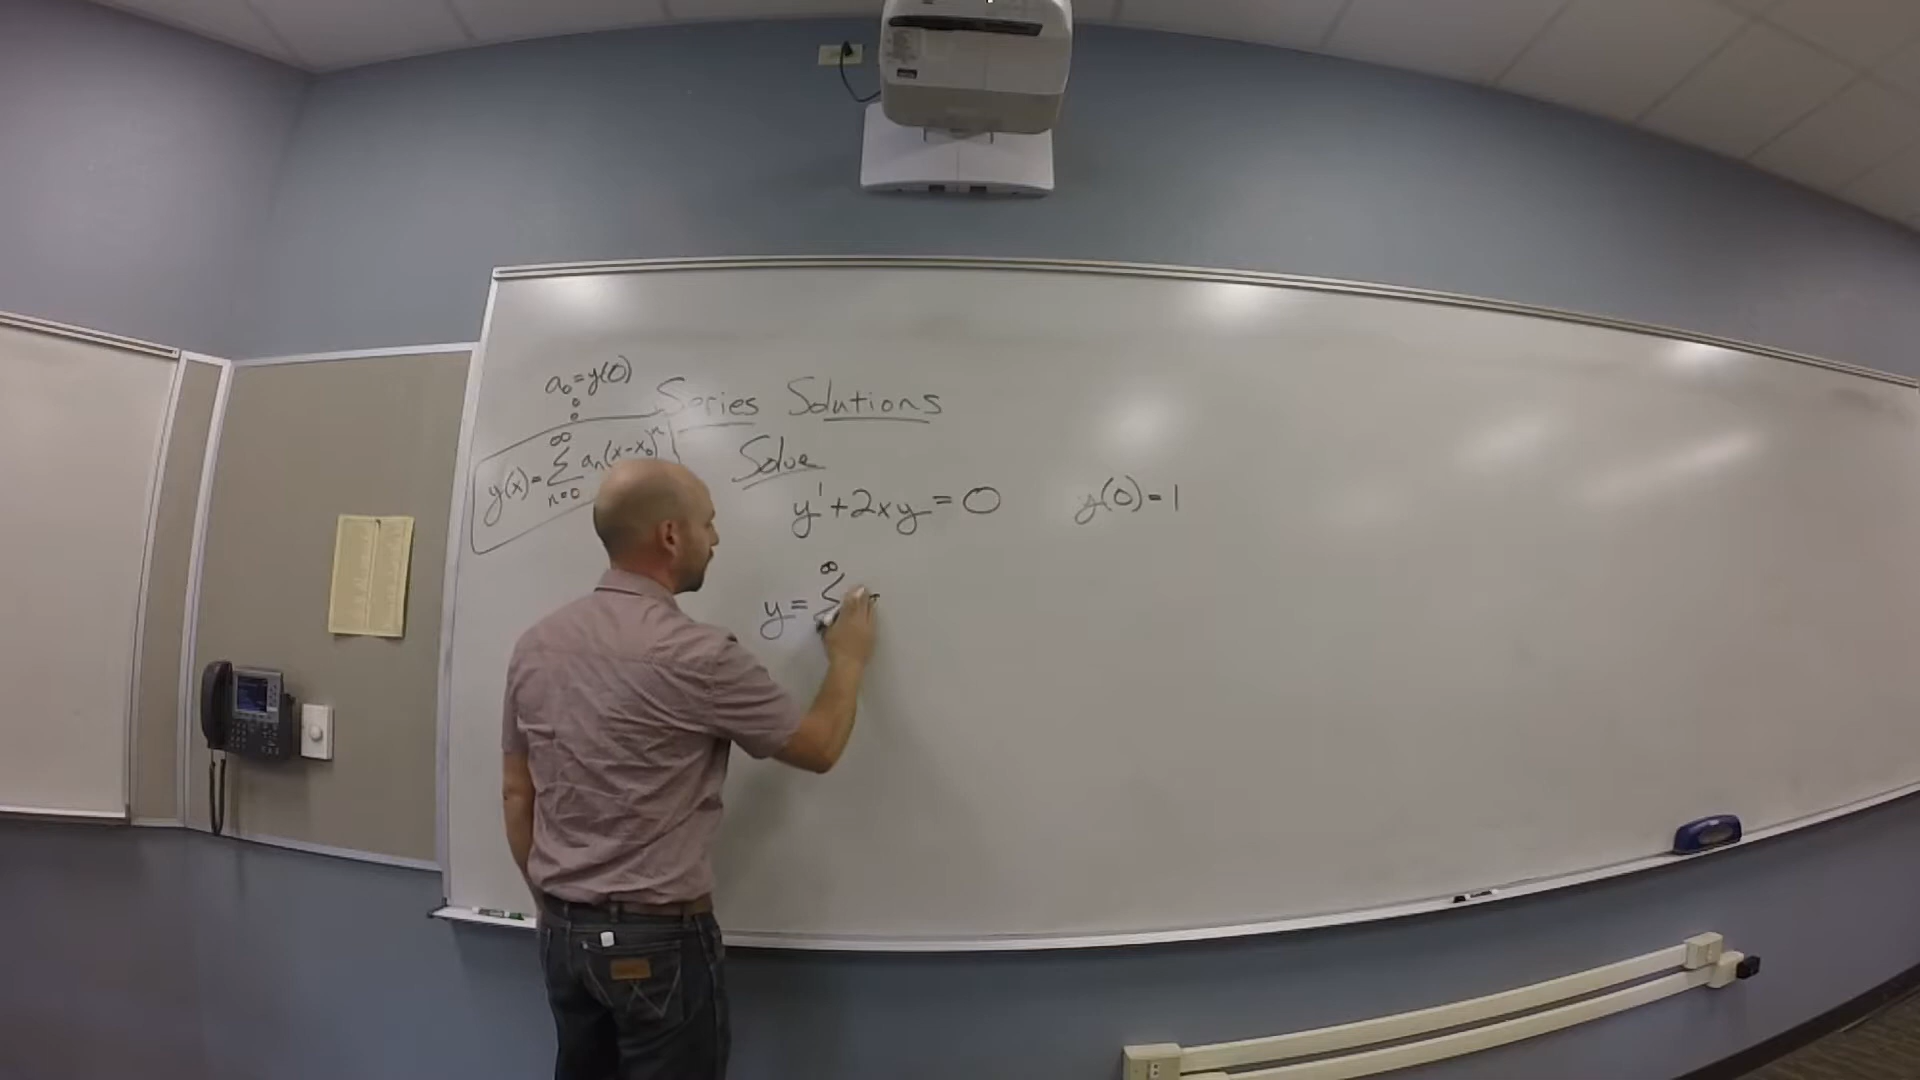 a₀=y(0)
Series Solutions
y(x)=∑ₙ₌₀^∞ aₙ(x-x₀)ⁿ
Solve
y'+2xy=0 y(0)=1
y=∑^∞